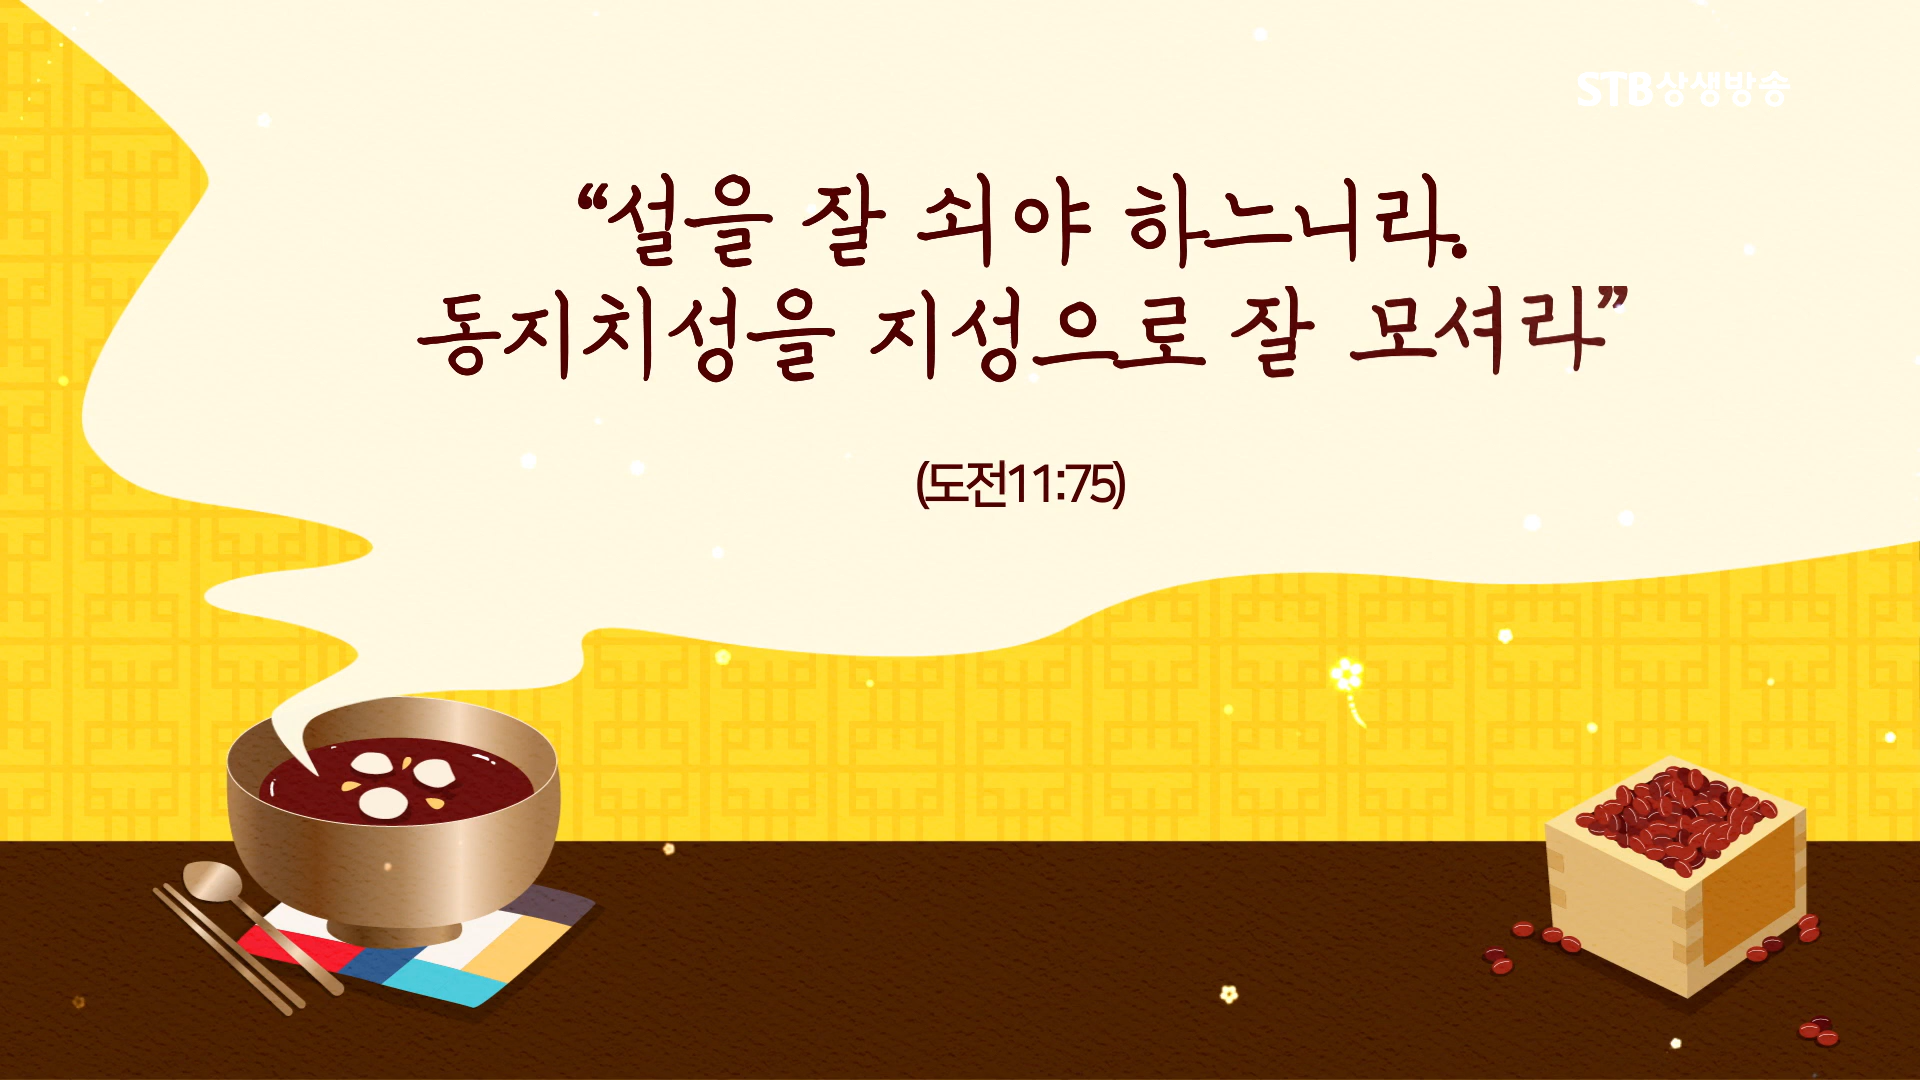 STB상생방송
“설을 잘 쇠야 하느니라.
동지치성을 지성으로 잘 모셔라”
(도전11:75)